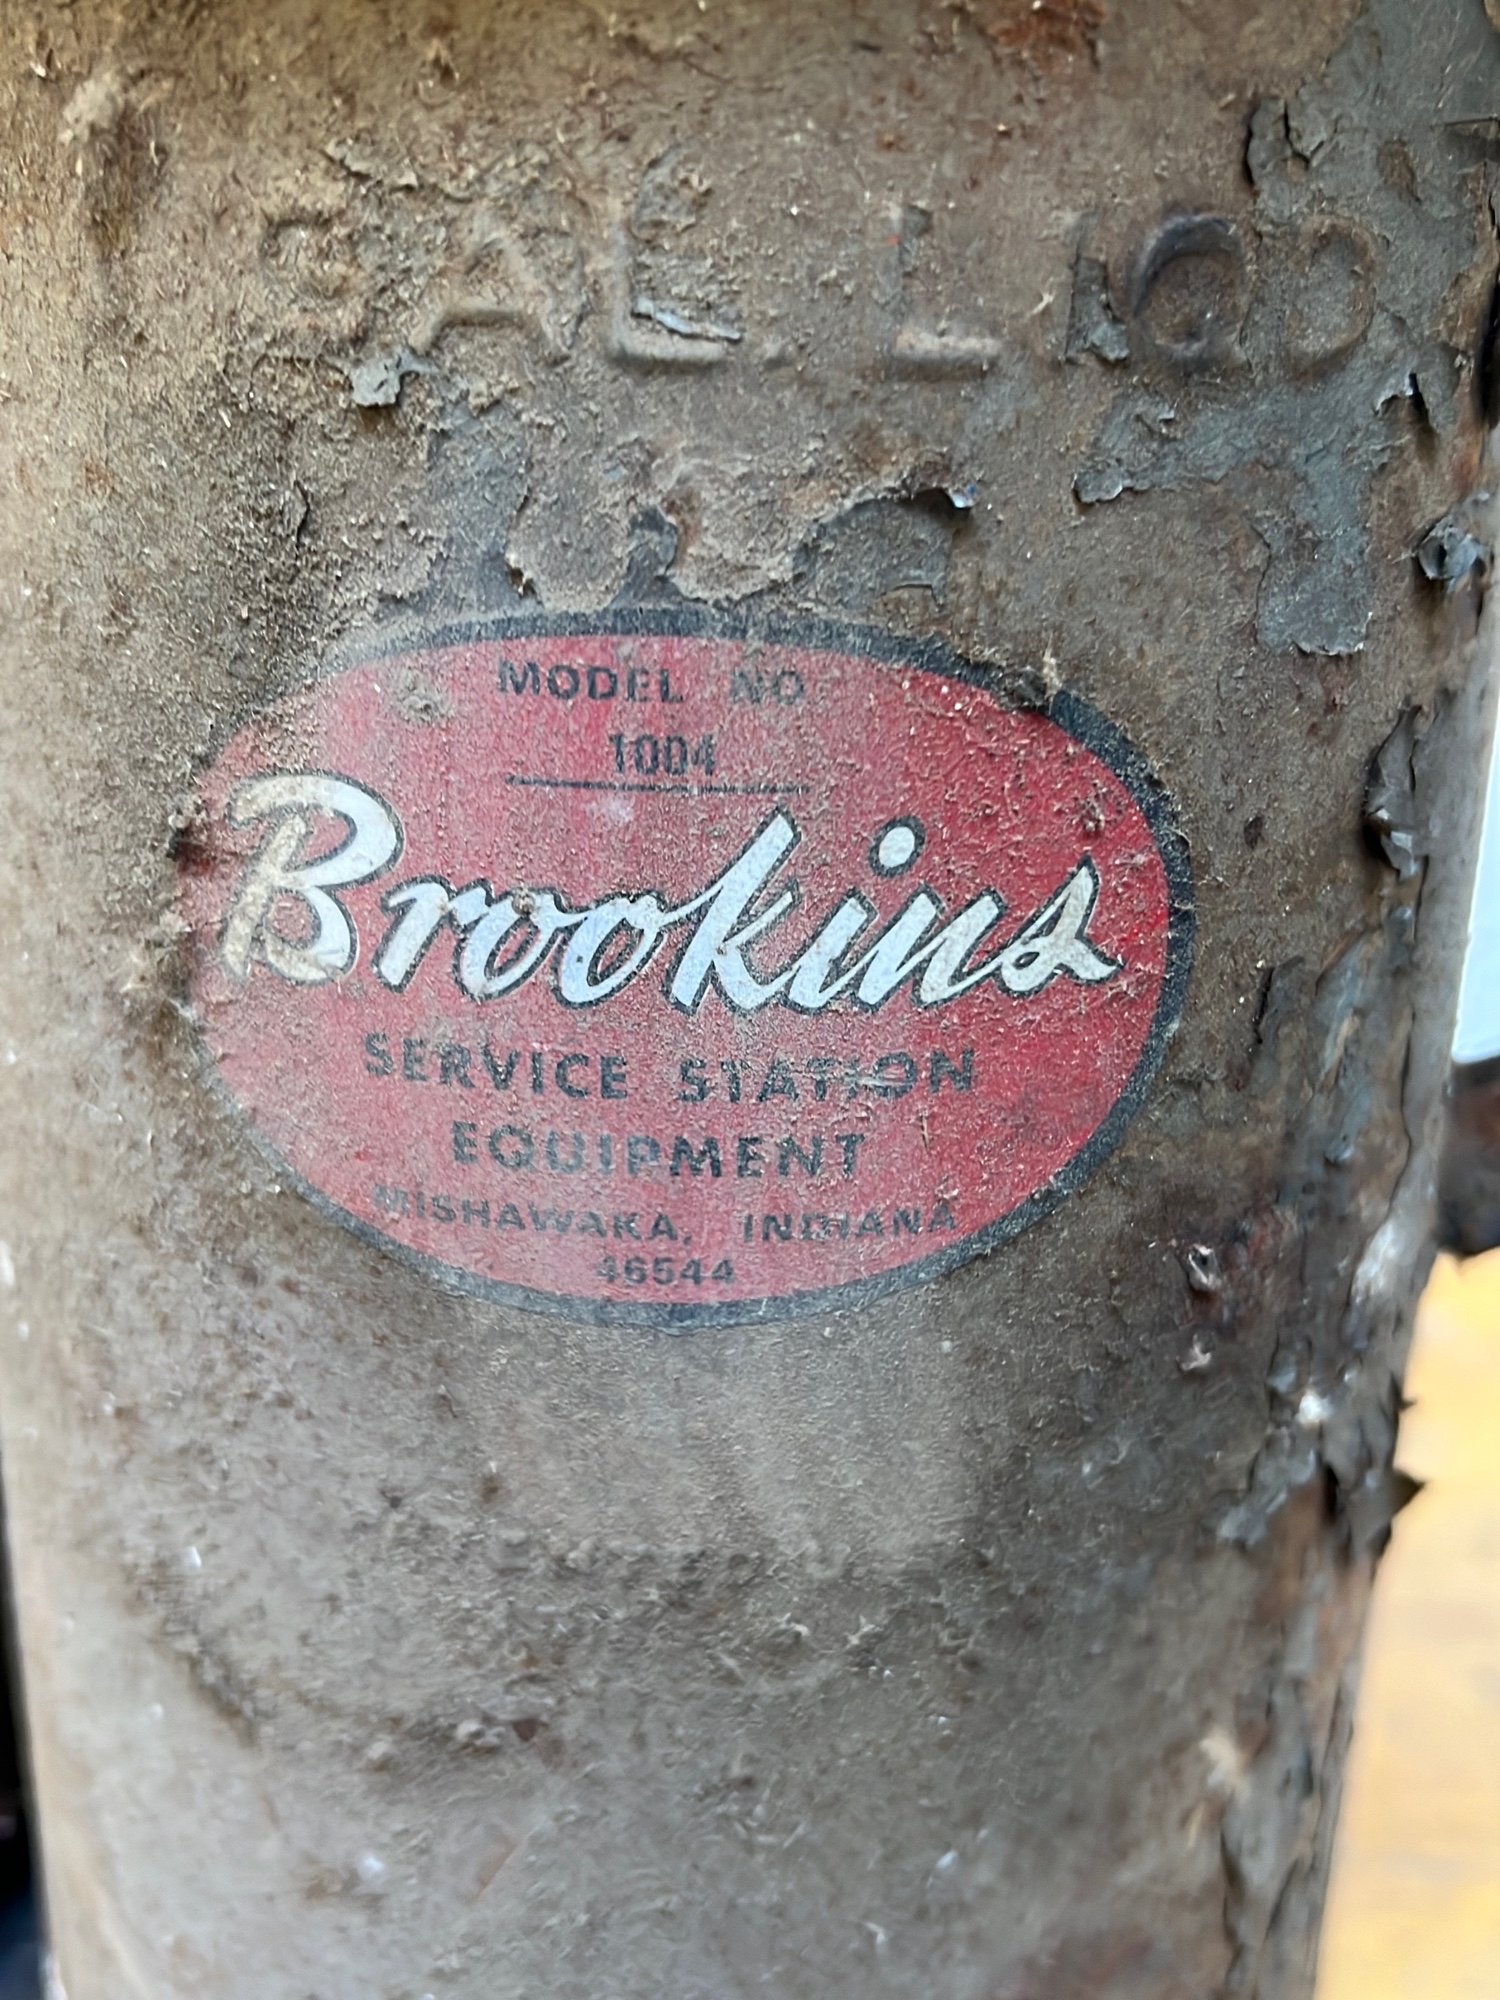 MODEL NO
1004
Brookins
SERVICE STATION
EQUIPMENT
MISHAWAKA, INDIANA
46544